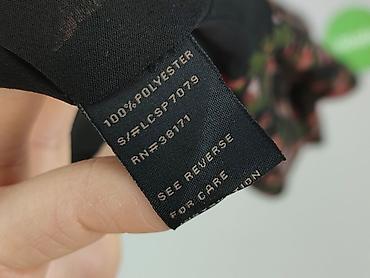 100%POLYESTER
S/#LCSP7079
RN#38171
SEE REVERSE
FOR CARE